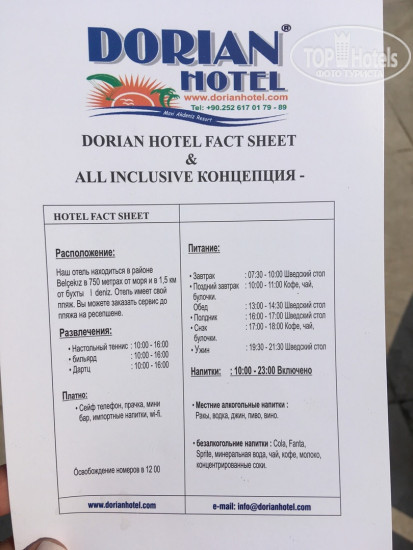 DORIAN®
HOTEL
www.dorianhotel.com
Tel: +90.252 617 01 79 - 89
Mavi Akdeniz Resort
TOPHotels
ФОТО ТУРИСТА
DORIAN HOTEL FACT SHEET
&
ALL INCLUSIVE КОНЦЕПЦИЯ -
HOTEL FACT SHEET
Расположение:
Наш отель находиться в районе
Belçekız в 750 метрах от моря и в 1,5 км
от бухты l deniz. Отель имеет свой
пляж. Вы можете заказать сервис до
пляжа на ресепшене.
Развлечения:
• Настольный теннис : 10:00 - 16:00
• бильярд : 10:00 - 16:00
• Дартц : 10:00 - 16:00
Платно:
• Сейф телефон, прачка, мини
бар, импортные напитки, wi-fi.
Освобождение номеров в 12 00
Питание:
• Завтрак : 07:30 - 10:00 Шведский стол
• Поздний завтрак : 10:00 - 11:00 Кофе, чай,
булочки.
Обед : 13:00 - 14:30 Шведский стол
• Полдник : 16:00 - 17:00 Шведский стол
• Снак : 17:00 - 18:00 Кофе, чай,
булочки.
• Ужин : 19:30 - 21:30 Шведский стол
Напитки: : 10:00 - 23:00 Включено
• Местние алкогольные напитки :
Ракы, водка, джин, пиво, вино.
• безалкогольние напитки : Cola, Fanta,
Sprite, минеральная вода, чай, кофе, молоко,
концентрированные соки.
www.dorianhotel.com
e-mail: info@dorianhotel.com